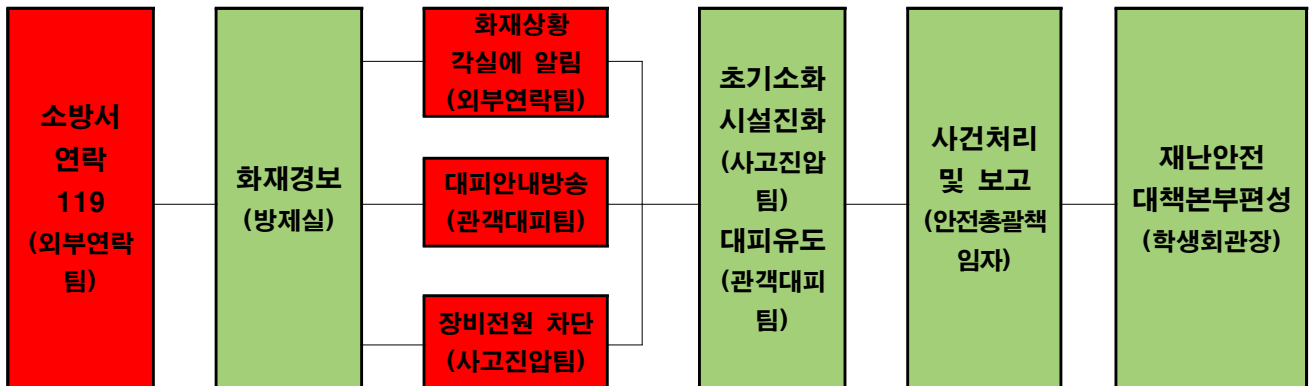 소방서
연락
119
(외부연락
팀)
화재경보
(방제실)
화재상황
각실에 알림
(외부연락팀)
대피안내방송
(관객대피팀)
장비전원 차단
(사고진압팀)
초기소화
시설진화
(사고진압
팀)
대피유도
(관객대피
팀)
사건처리
및 보고
(안전총괄책
임자)
재난안전
대책본부편성
(학생회관장)